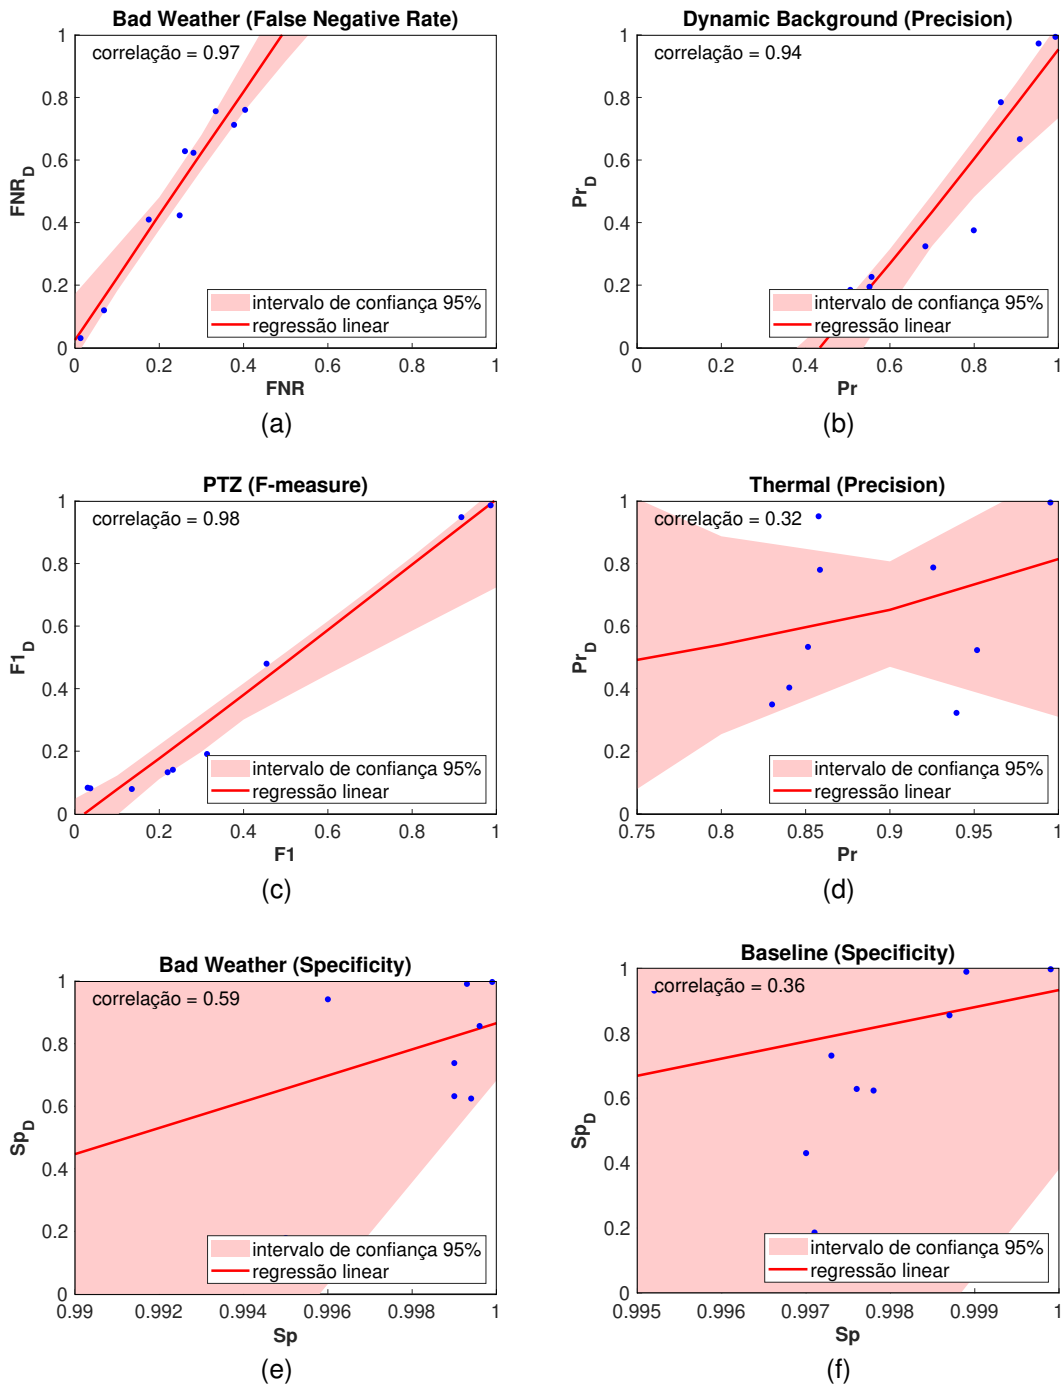 Bad Weather (False Negative Rate)
correlação = 0.97
1
0.8
0.6
0.4
0.2
0
FNR_D
intervalo de confiança 95%
regressão linear
0 0.2 0.4 0.6 0.8 1
FNR
(a)
Dynamic Background (Precision)
correlação = 0.94
1
0.8
0.6
0.4
0.2
0
Pr_D
intervalo de confiança 95%
regressão linear
0 0.2 0.4 0.6 0.8 1
Pr
(b)
PTZ (F-measure)
correlação = 0.98
1
0.8
0.6
0.4
0.2
0
F1_D
intervalo de confiança 95%
regressão linear
0 0.2 0.4 0.6 0.8 1
F1
(c)
Thermal (Precision)
correlação = 0.32
1
0.8
0.6
0.4
0.2
0
Pr_D
intervalo de confiança 95%
regressão linear
0.75 0.8 0.85 0.9 0.95 1
Pr
(d)
Bad Weather (Specificity)
correlação = 0.59
1
0.8
0.6
0.4
0.2
0
Sp_D
intervalo de confiança 95%
regressão linear
0.99 0.992 0.994 0.996 0.998 1
Sp
(e)
Baseline (Specificity)
correlação = 0.36
1
0.8
0.6
0.4
0.2
0
Sp_D
intervalo de confiança 95%
regressão linear
0.995 0.996 0.997 0.998 0.999 1
Sp
(f)